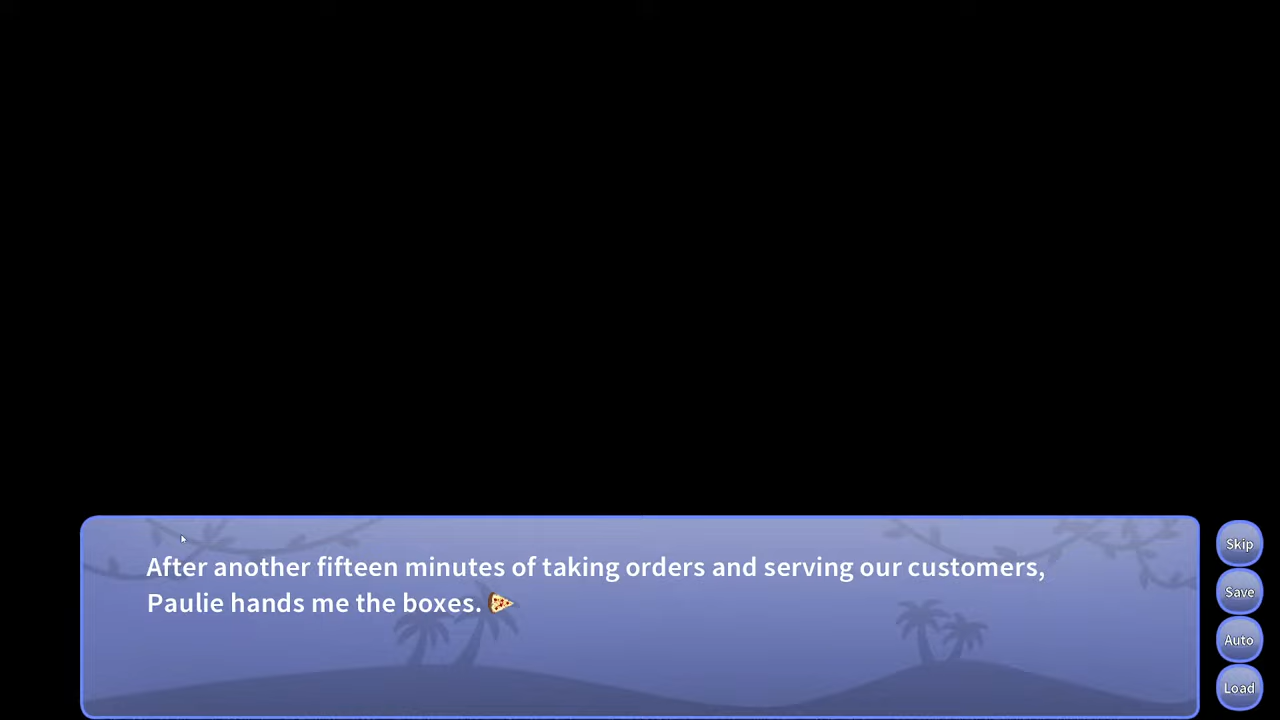 After another fifteen minutes of taking orders and serving our customers,
Paulie hands me the boxes.
Skip
Save
Auto
Load